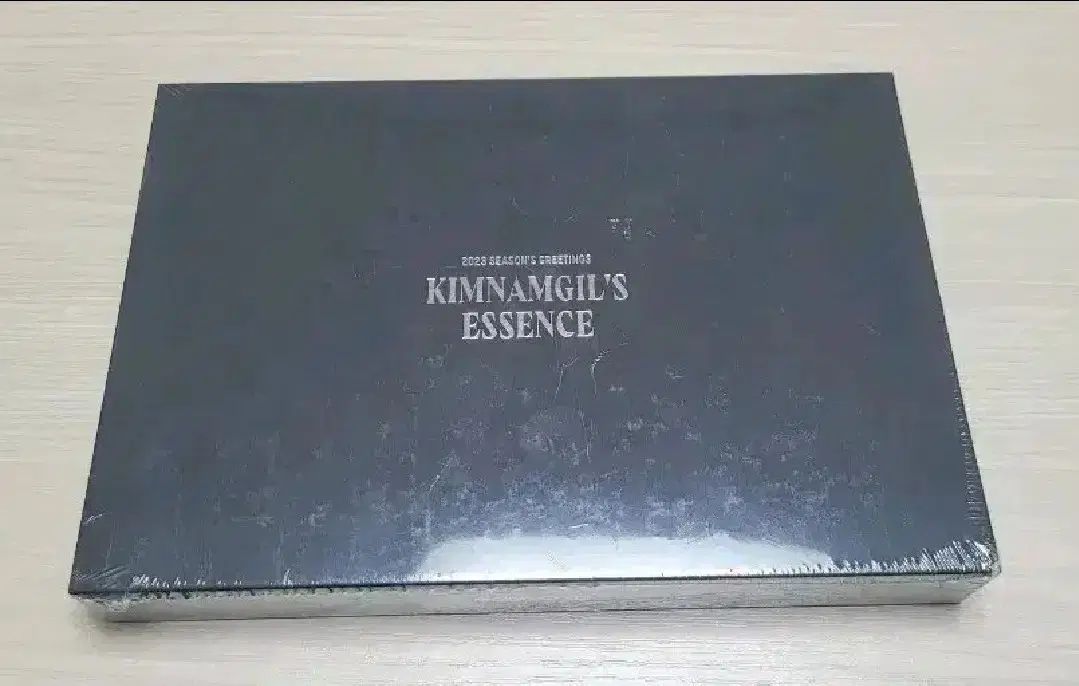 2023 SEASON'S GREETINGS
KIMNAMGIL'S
ESSENCE